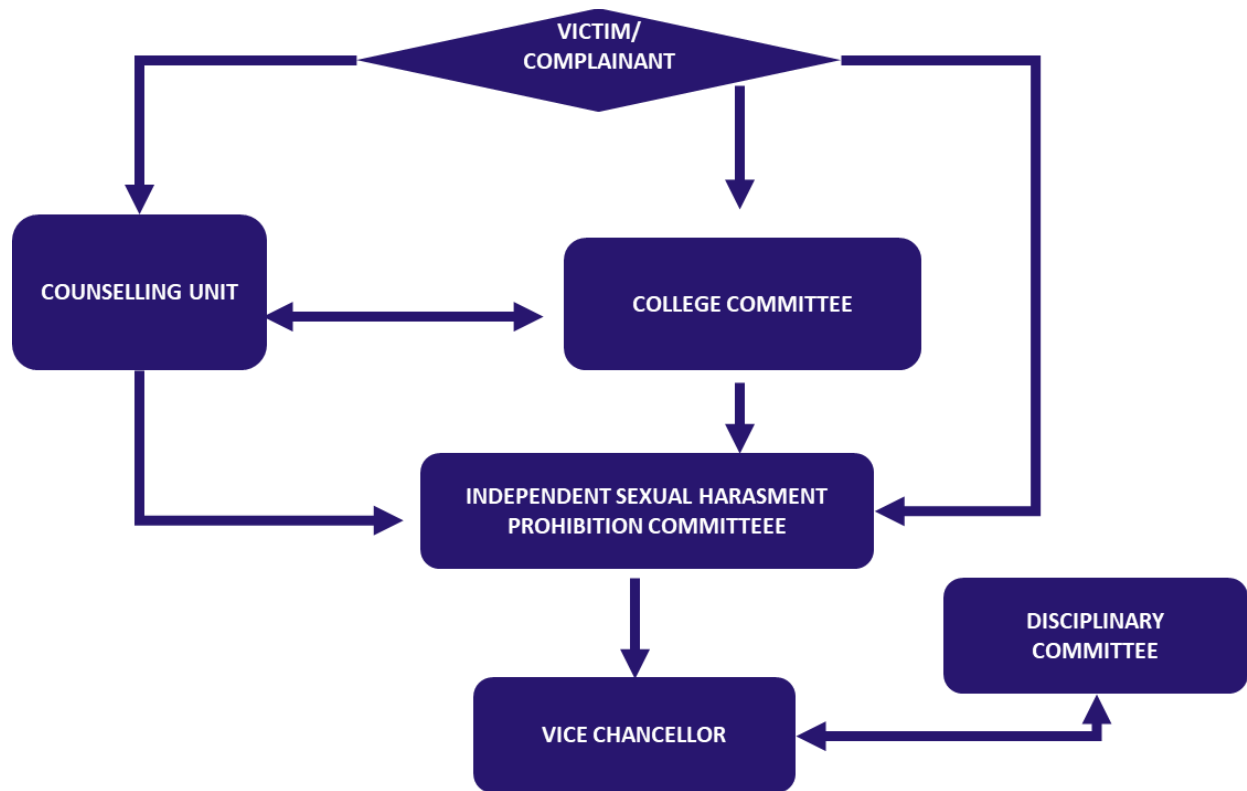 VICTIM/
COMPLAINANT
COUNSELLING UNIT
COLLEGE COMMITTEE
INDEPENDENT SEXUAL HARASMENT
PROHIBITION COMMITTEEE
DISCIPLINARY
COMMITTEE
VICE CHANCELLOR